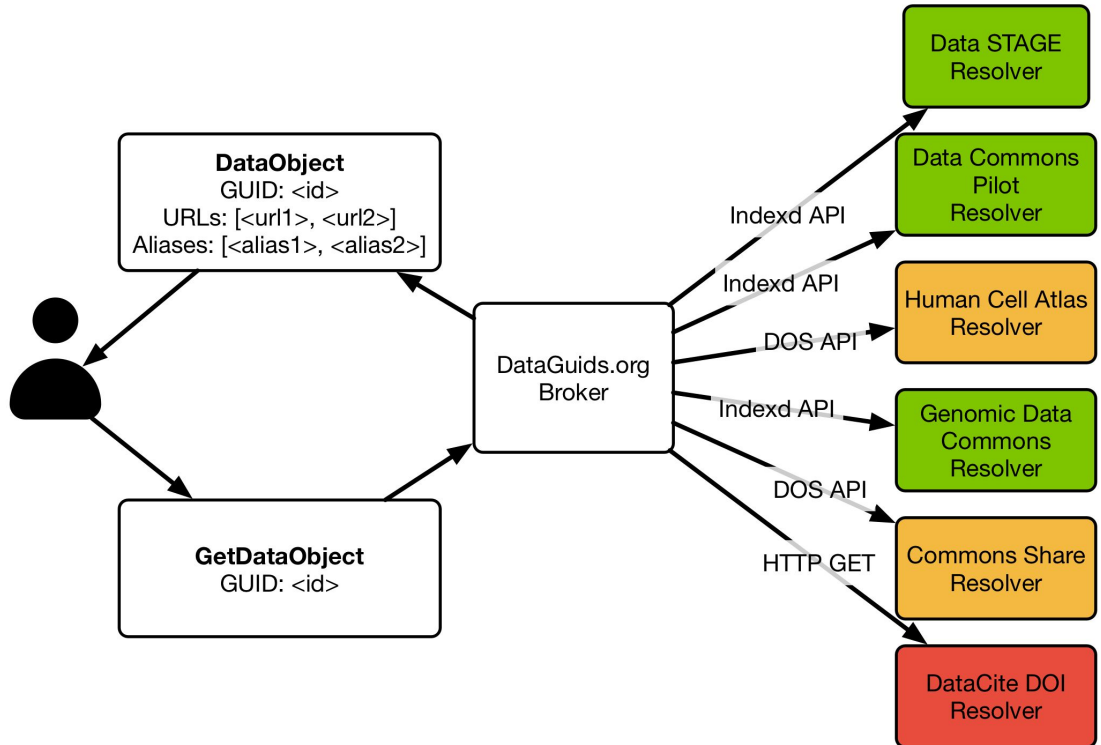 DataObject
GUID: <id>
URLs: [<url1>, <url2>]
Aliases: [<alias1>, <alias2>]
GetDataObject
GUID: <id>
DataGuids.org
Broker
Indexd API
Indexd API
DOS API
Indexd API
DOS API
HTTP GET
Data STAGE
Resolver
Data Commons
Pilot
Resolver
Human Cell Atlas
Resolver
Genomic Data
Commons
Resolver
Commons Share
Resolver
DataCite DOI
Resolver